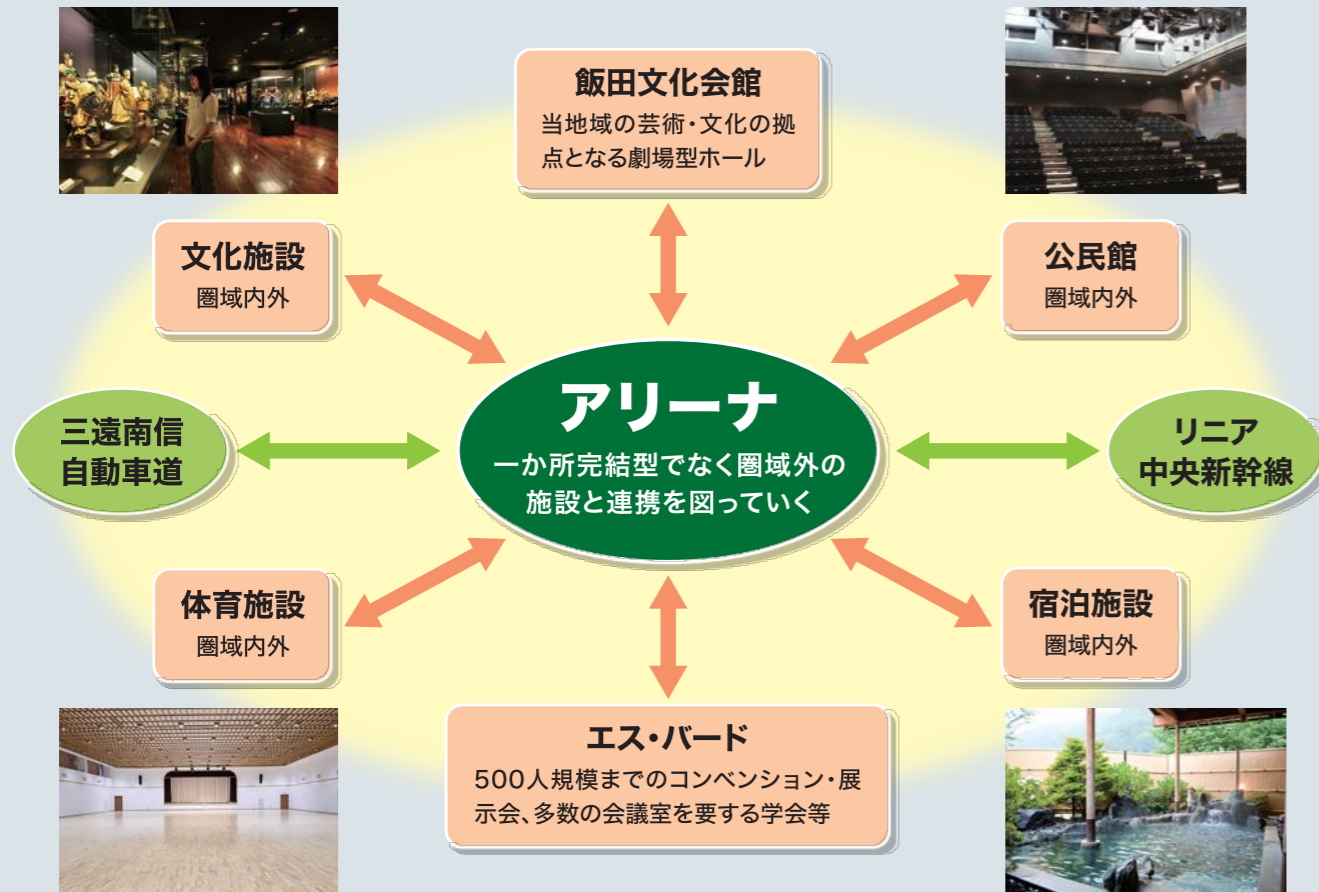 飯田文化会館
当地域の芸術・文化の拠
点となる劇場型ホール
文化施設
圏域内外
公民館
圏域内外
アリーナ
一か所完結型でなく圏域外の
施設と連携を図っていく
三遠南信
自動車道
リニア
中央新幹線
体育施設
圏域内外
宿泊施設
圏域内外
エス・バード
500人規模までのコンベンション・展
示会、多数の会議室を要する学会等